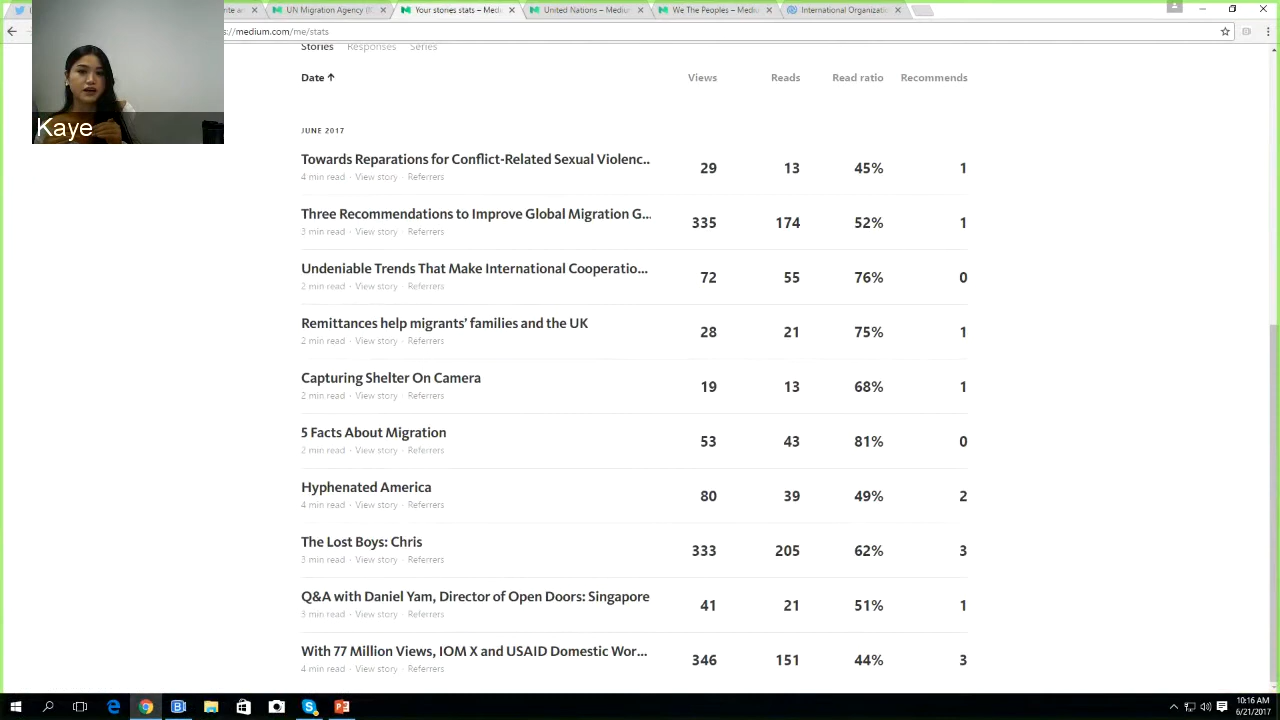 UN Migration Agency (I
Your stories stats – Medi
United Nations – Medium
We The Peoples – Medium
International Organizatio
://medium.com/me/stats
Stories Responses Series
Date ↑ Views Reads Read ratio Recommends
JUNE 2017
Towards Reparations for Conflict-Related Sexual Violenc.. 29 13 45% 1
4 min read · View story · Referrers
Three Recommendations to Improve Global Migration G... 335 174 52% 1
3 min read · View story · Referrers
Undeniable Trends That Make International Cooperatio... 72 55 76% 0
2 min read · View story · Referrers
Remittances help migrants' families and the UK 28 21 75% 1
2 min read · View story · Referrers
Capturing Shelter On Camera 19 13 68% 1
2 min read · View story · Referrers
5 Facts About Migration 53 43 81% 0
2 min read · View story · Referrers
Hyphenated America 80 39 49% 2
4 min read · View story · Referrers
The Lost Boys: Chris 333 205 62% 3
3 min read · View story · Referrers
Q&A with Daniel Yam, Director of Open Doors: Singapore 41 21 51% 1
3 min read · View story · Referrers
With 77 Million Views, IOM X and USAID Domestic Wor... 346 151 44% 3
4 min read · View story · Referrers
Kaye
10:16 AM
6/21/2017